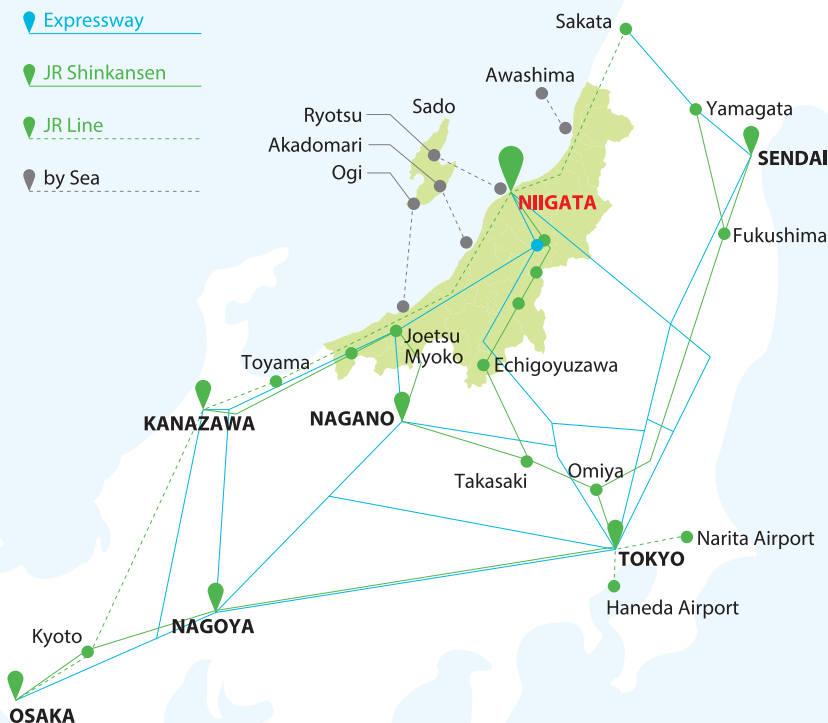 Expressway
JR Shinkansen
JR Line
by Sea
Sakata
Awashima
Yamagata
Sado
Ryotsu
Akadomari
Ogi
SENDAI
NIIGATA
Fukushima
Joetsu
Myoko
Toyama
Echigoyuzawa
KANAZAWA
NAGANO
Takasaki
Omiya
Narita Airport
TOKYO
Haneda Airport
NAGOYA
Kyoto
OSAKA